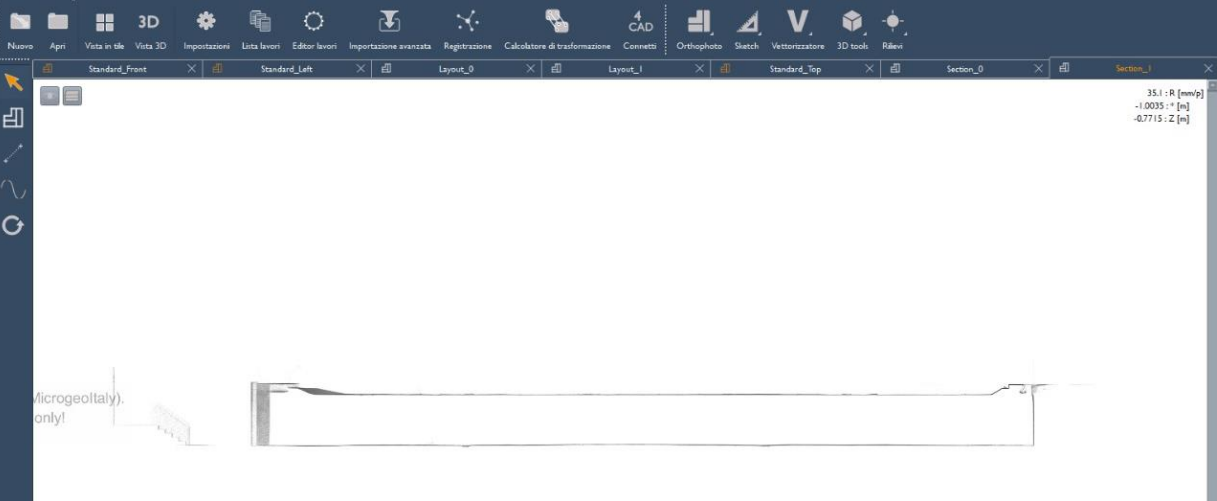 3D
4
CAD
V
Nuovo Apri Vista in tile Vista 3D Impostazioni Lista lavori Editor lavori Importazione avanzata Registrazione Calcolatore di trasformazione Connetti Orthophoto Sketch Vettorizzatore 3D tools Rilievi
Standard_Front Standard_Left Layout_0 Layout_1 Standard_Top Section_0 Section_1
35.1 : R [mm/p]
-1.0035 : * [m]
-0.7715 : Z [m]
MicrogeoItaly).
only!